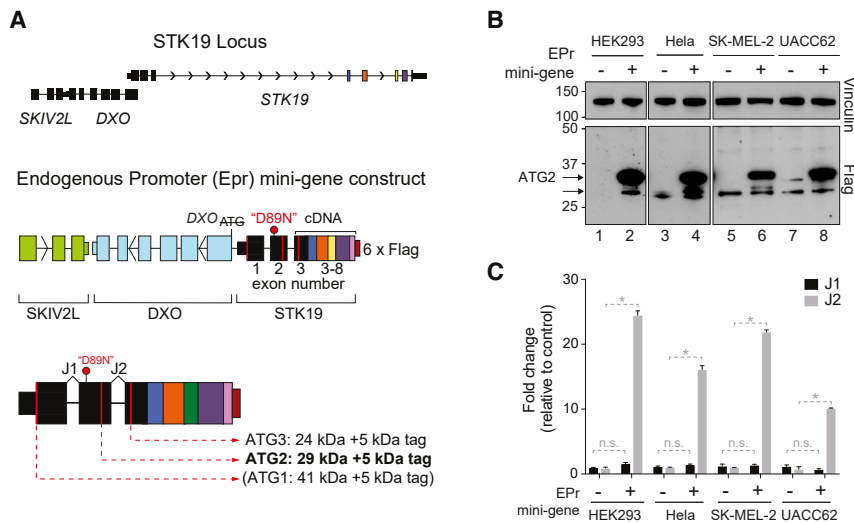 A
STK19 Locus
STK19
SKIV2L DXO
Endogenous Promoter (Epr) mini-gene construct
DXO ATG "D89N" cDNA
6 x Flag
1 2 3 3-8
exon number
SKIV2L DXO STK19
J1 "D89N" J2
ATG3: 24 kDa +5 kDa tag
ATG2: 29 kDa +5 kDa tag
(ATG1: 41 kDa +5 kDa tag)
B
HEK293 Hela SK-MEL-2 UACC62
EPr
mini-gene - + - + - + - +
150
100
Vinculin
50
37
25
ATG2
Flag
1 2 3 4 5 6 7 8
C
J1
J2
Fold change
(relative to control)
30
20
10
0
n.s. * n.s. * n.s. * n.s. *
EPr
mini-gene - + - + - + - +
HEK293 Hela SK-MEL-2 UACC62